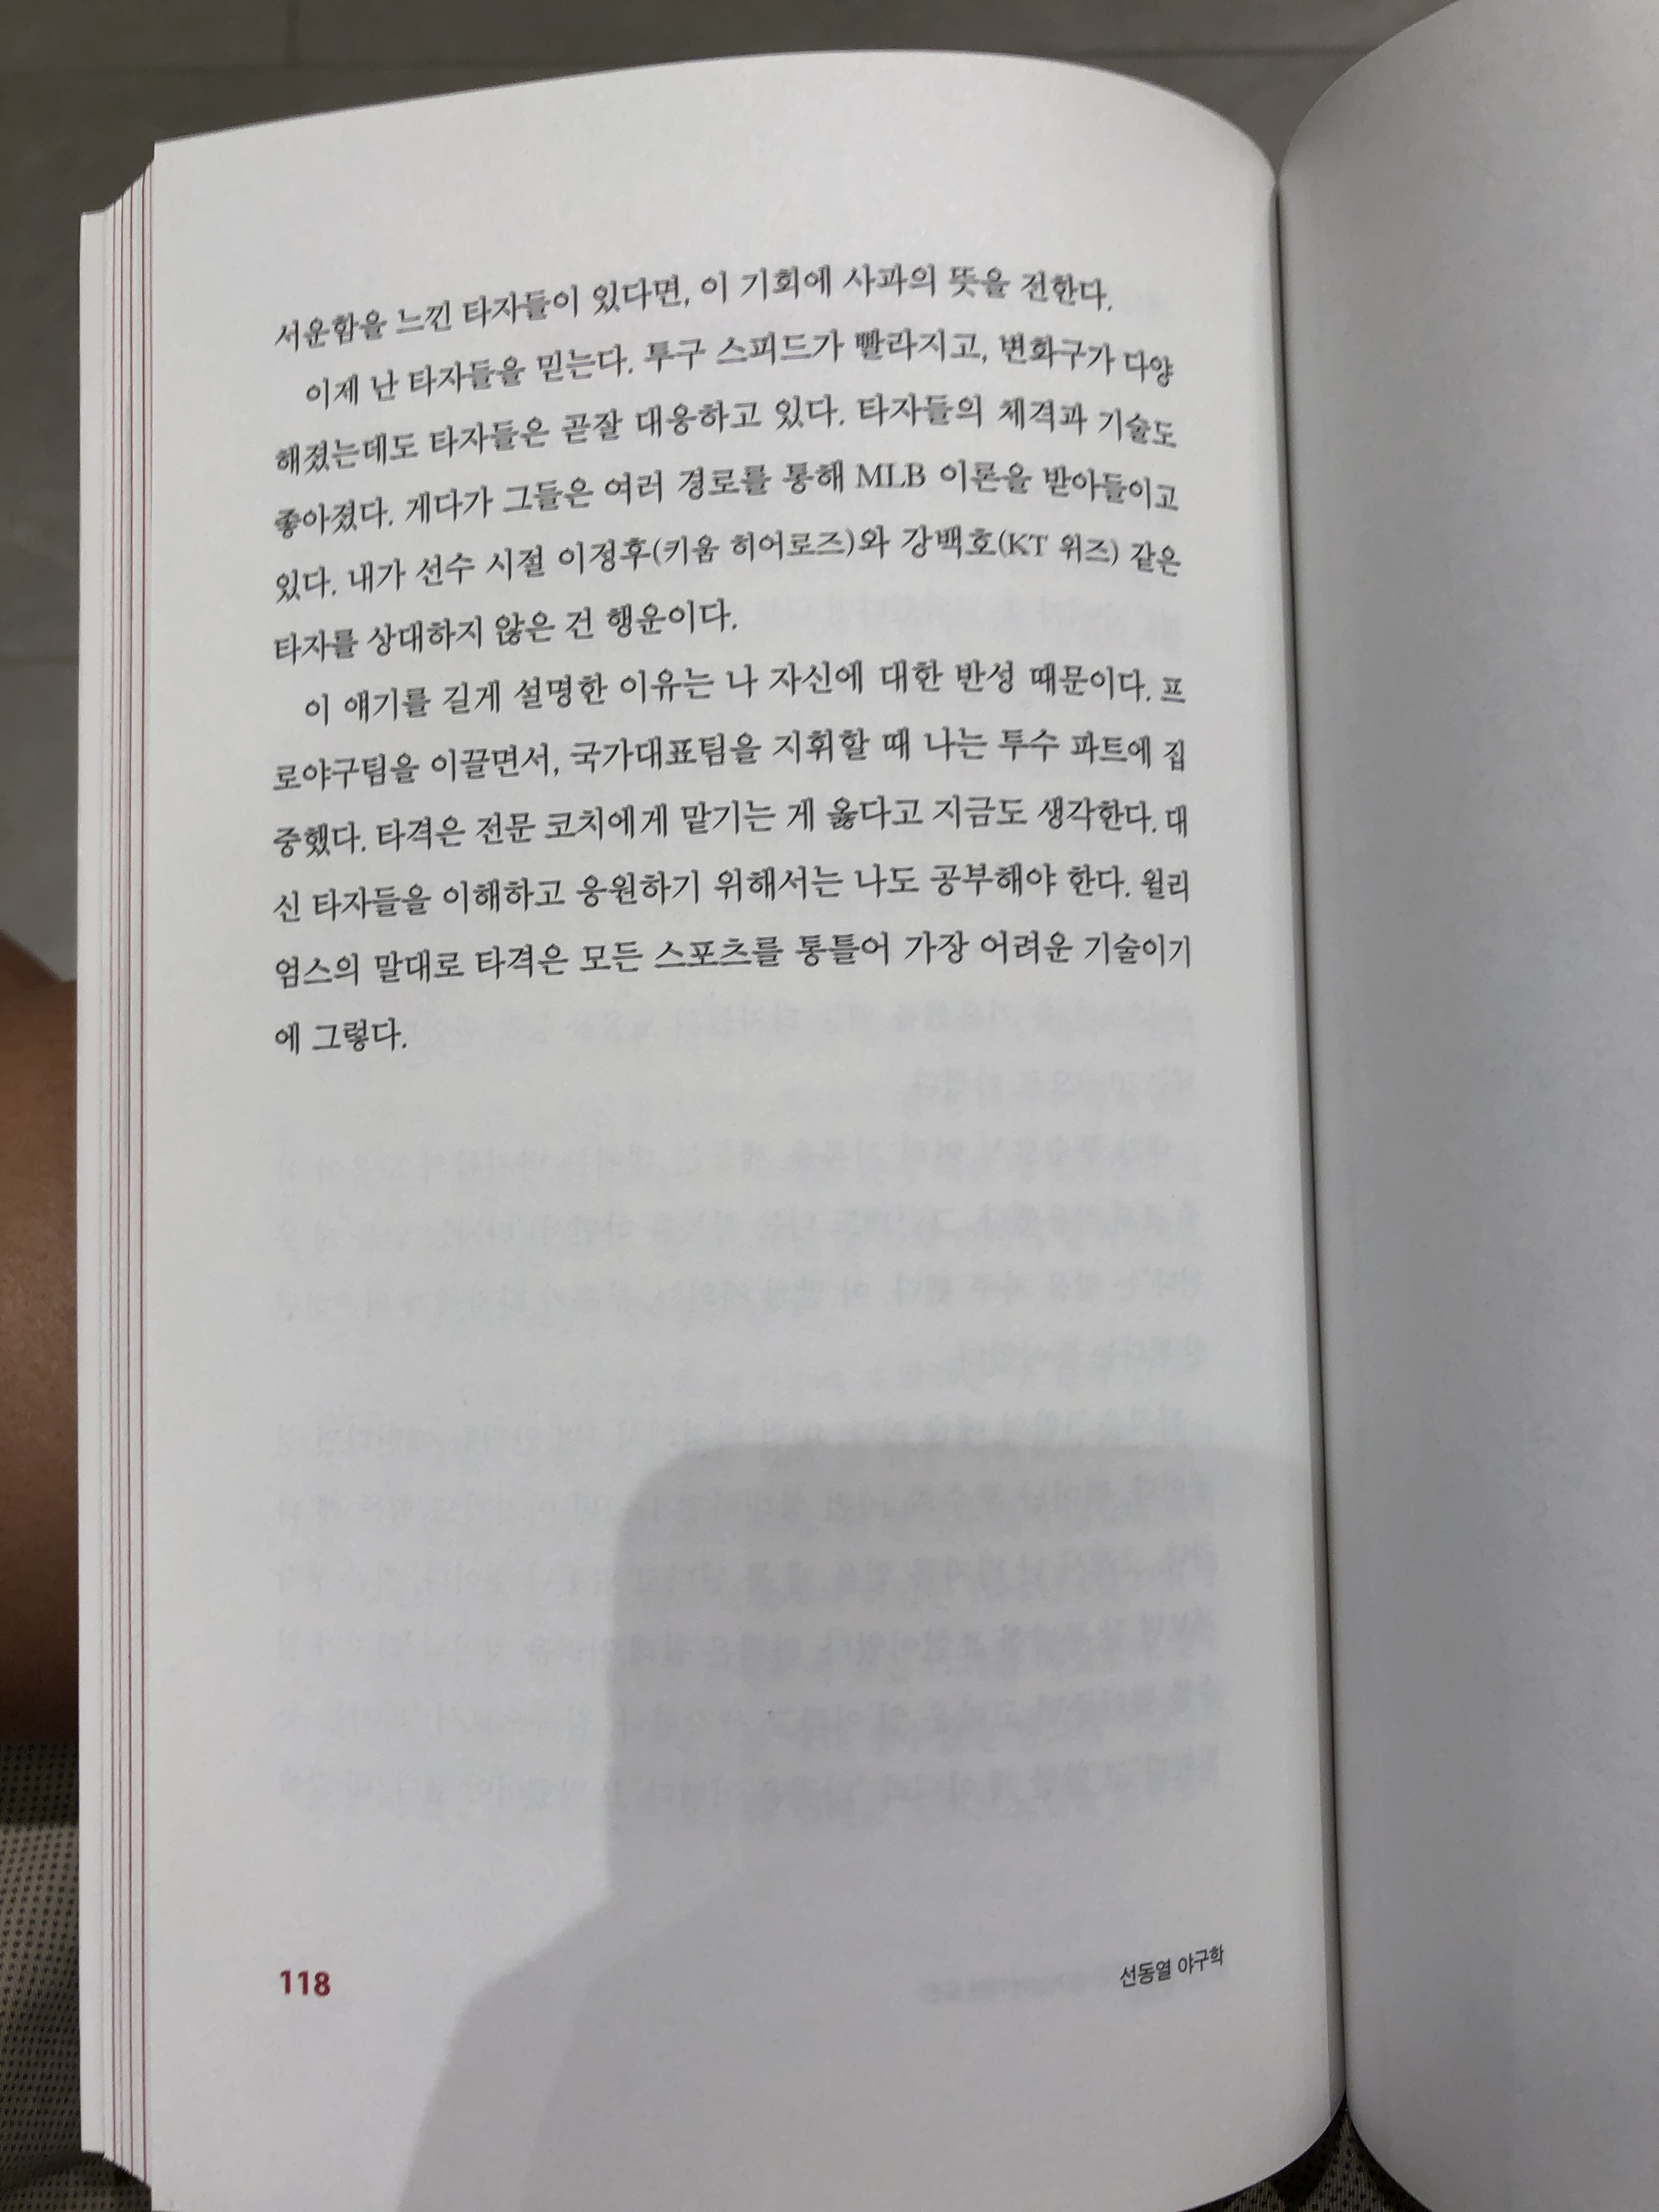 서운함을 느낀 타자들이 있다면, 이 기회에 사과의 뜻을 전한다.
이제 난 타자들을 믿는다. 투구 스피드가 빨라지고, 변화구가 다양
해졌는데도 타자들은 곧잘 대응하고 있다. 타자들의 체격과 기술도
좋아졌다. 게다가 그들은 여러 경로를 통해 MLB 이론을 받아들이고
있다. 내가 선수 시절 이정후(키움 히어로즈)와 강백호(KT 위즈) 같은
타자를 상대하지 않은 건 행운이다.
이 얘기를 길게 설명한 이유는 나 자신에 대한 반성 때문이다. 프
로야구팀을 이끌면서, 국가대표팀을 지휘할 때 나는 투수 파트에 집
중했다. 타격은 전문 코치에게 맡기는 게 옳다고 지금도 생각한다. 대
신 타자들을 이해하고 응원하기 위해서는 나도 공부해야 한다. 윌리
엄스의 말대로 타격은 모든 스포츠를 통틀어 가장 어려운 기술이기
에 그렇다.
118
선동열 야구학